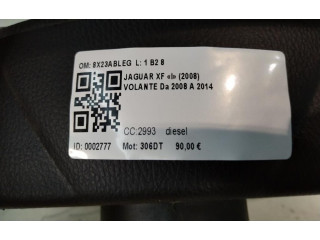 OM: 8X23ABLEG L: 1 B2 8
JAGUAR XF «I» (2008)
VOLANTE Da 2008 A 2014
CC:2993 diesel
ID: 0002777 Mot: 306DT 90,00 €